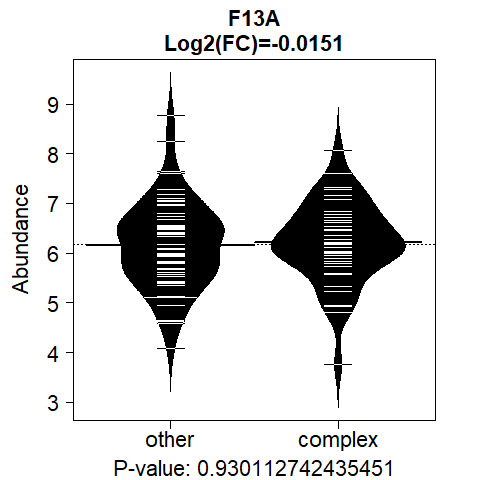 F13A
Log2(FC)=-0.0151
Abundance
9
8
7
6
5
4
3
other complex
P-value: 0.930112742435451